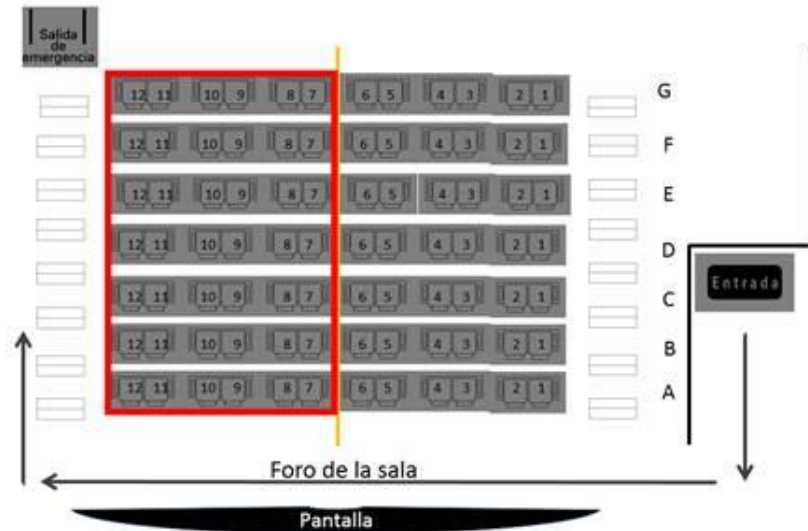 Salida
de
emergencia
12 11 10 9 8 7 6 5 4 3 2 1 G
12 11 10 9 8 7 6 5 4 3 2 1 F
12 11 10 9 8 7 6 5 4 3 2 1 E
12 11 10 9 8 7 6 5 4 3 2 1 D
Entrada
12 11 10 9 8 7 6 5 4 3 2 1 C
12 11 10 9 8 7 6 5 4 3 2 1 B
12 11 10 9 8 7 6 5 4 3 2 1 A
Foro de la sala
Pantalla